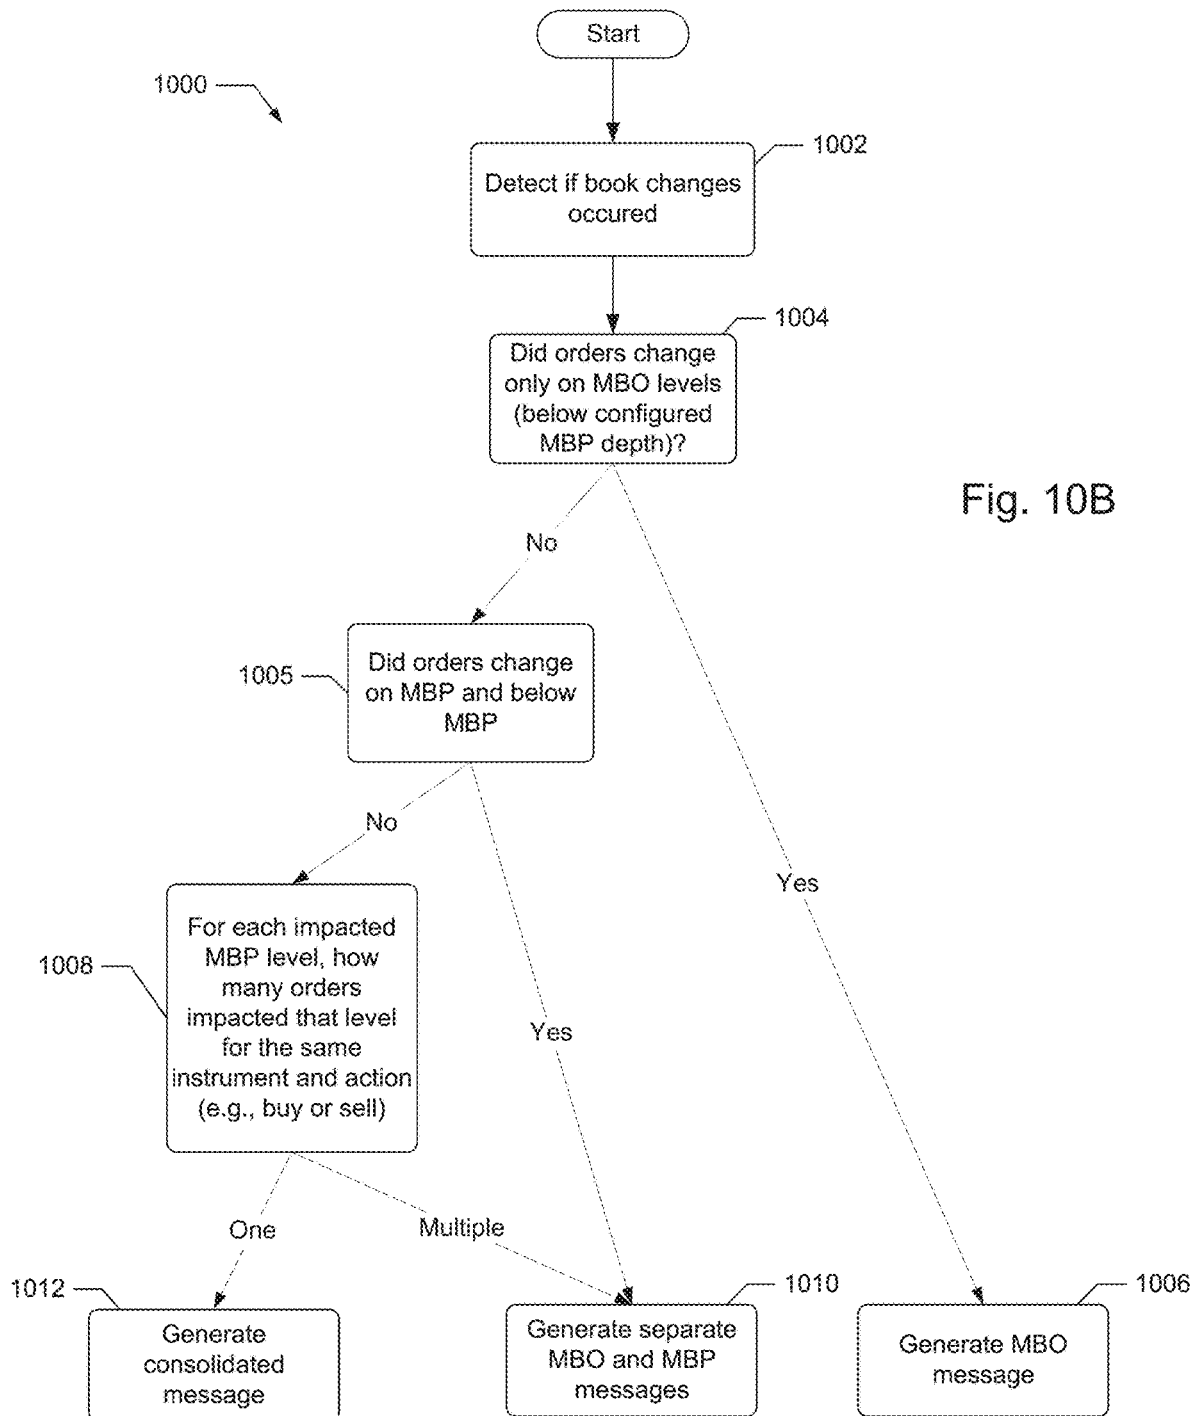 Start
1000
1002
Detect if book changes
occured
1004
Did orders change
only on MBO levels
(below configured
MBP depth)?
Fig. 10B
No
1005
Did orders change
on MBP and below
MBP
No
Yes
1008
For each impacted
MBP level, how
many orders
impacted that level
for the same
instrument and action
(e.g., buy or sell)
Yes
One
Multiple
1012
1010
1006
Generate
consolidated
message
Generate separate
MBO and MBP
messages
Generate MBO
message